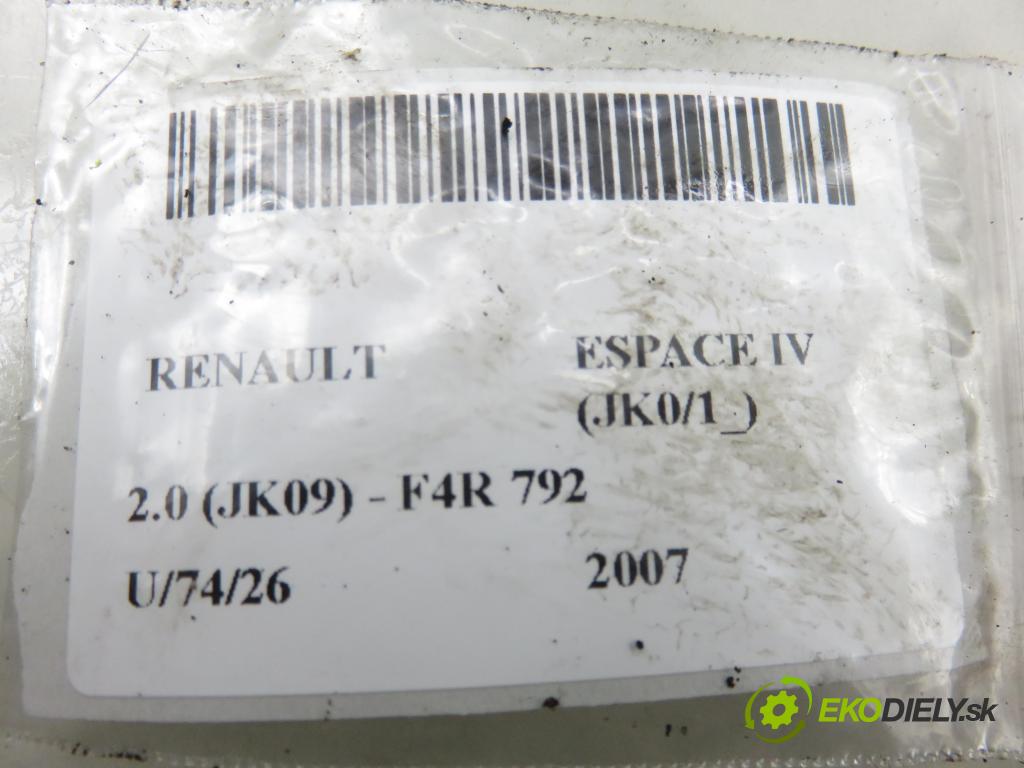 RENAULT ESPACE IV
(JK0/1_)
2.0 (JK09) - F4R 792
U/74/26 2007
EKODIELY.sk